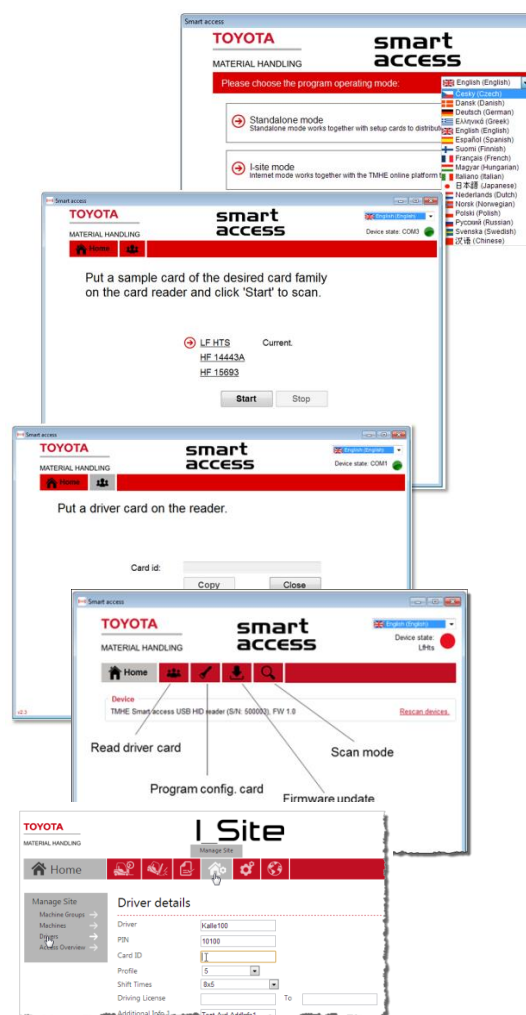 Smart access
TOYOTA
MATERIAL HANDLING
smart
access
Please choose the program operating mode:
English (English)
Česky (Czech)
Dansk (Danish)
Deutsch (German)
Ελληνικά (Greek)
English (English)
Español (Spanish)
Suomi (Finnish)
Français (French)
Magyar (Hungarian)
Italiano (Italian)
日本語 (Japanese)
Nederlands (Dutch)
Norsk (Norwegian)
Polski (Polish)
Русский (Russian)
Svenska (Swedish)
汉语 (Chinese)
Standalone mode
Standalone mode works together with setup cards to distribut
I-site mode
Internet mode works together with the TMHE online platform t
Smart access
TOYOTA
MATERIAL HANDLING
smart
access
English (English)
Device state: COM3
Home
Put a sample card of the desired card family
on the card reader and click 'Start' to scan.
LF HTS Current.
HF 14443A
HF 15693
Start Stop
Smart access
TOYOTA
MATERIAL HANDLING
smart
access
English (English)
Device state: COM1
Home
Put a driver card on the reader.
Card id:
Copy Close
v2.3
Smart access
TOYOTA
MATERIAL HANDLING
smart
access
English (English)
Device state:
LfHts
Home
Device
TMHE Smart access USB HID reader (S/N: 500003), FW 1.0
Rescan devices.
Read driver card
Scan mode
Program config. card
Firmware update
TOYOTA
MATERIAL HANDLING
I_Site
Manage Site
Home
Manage Site
Machine Groups
Machines
Drivers
Access Overview
Driver details
Driver Kalle100
PIN 10100
Card ID
Profile 5
Shift Times 8x5
Driving License To
Additional Info 2